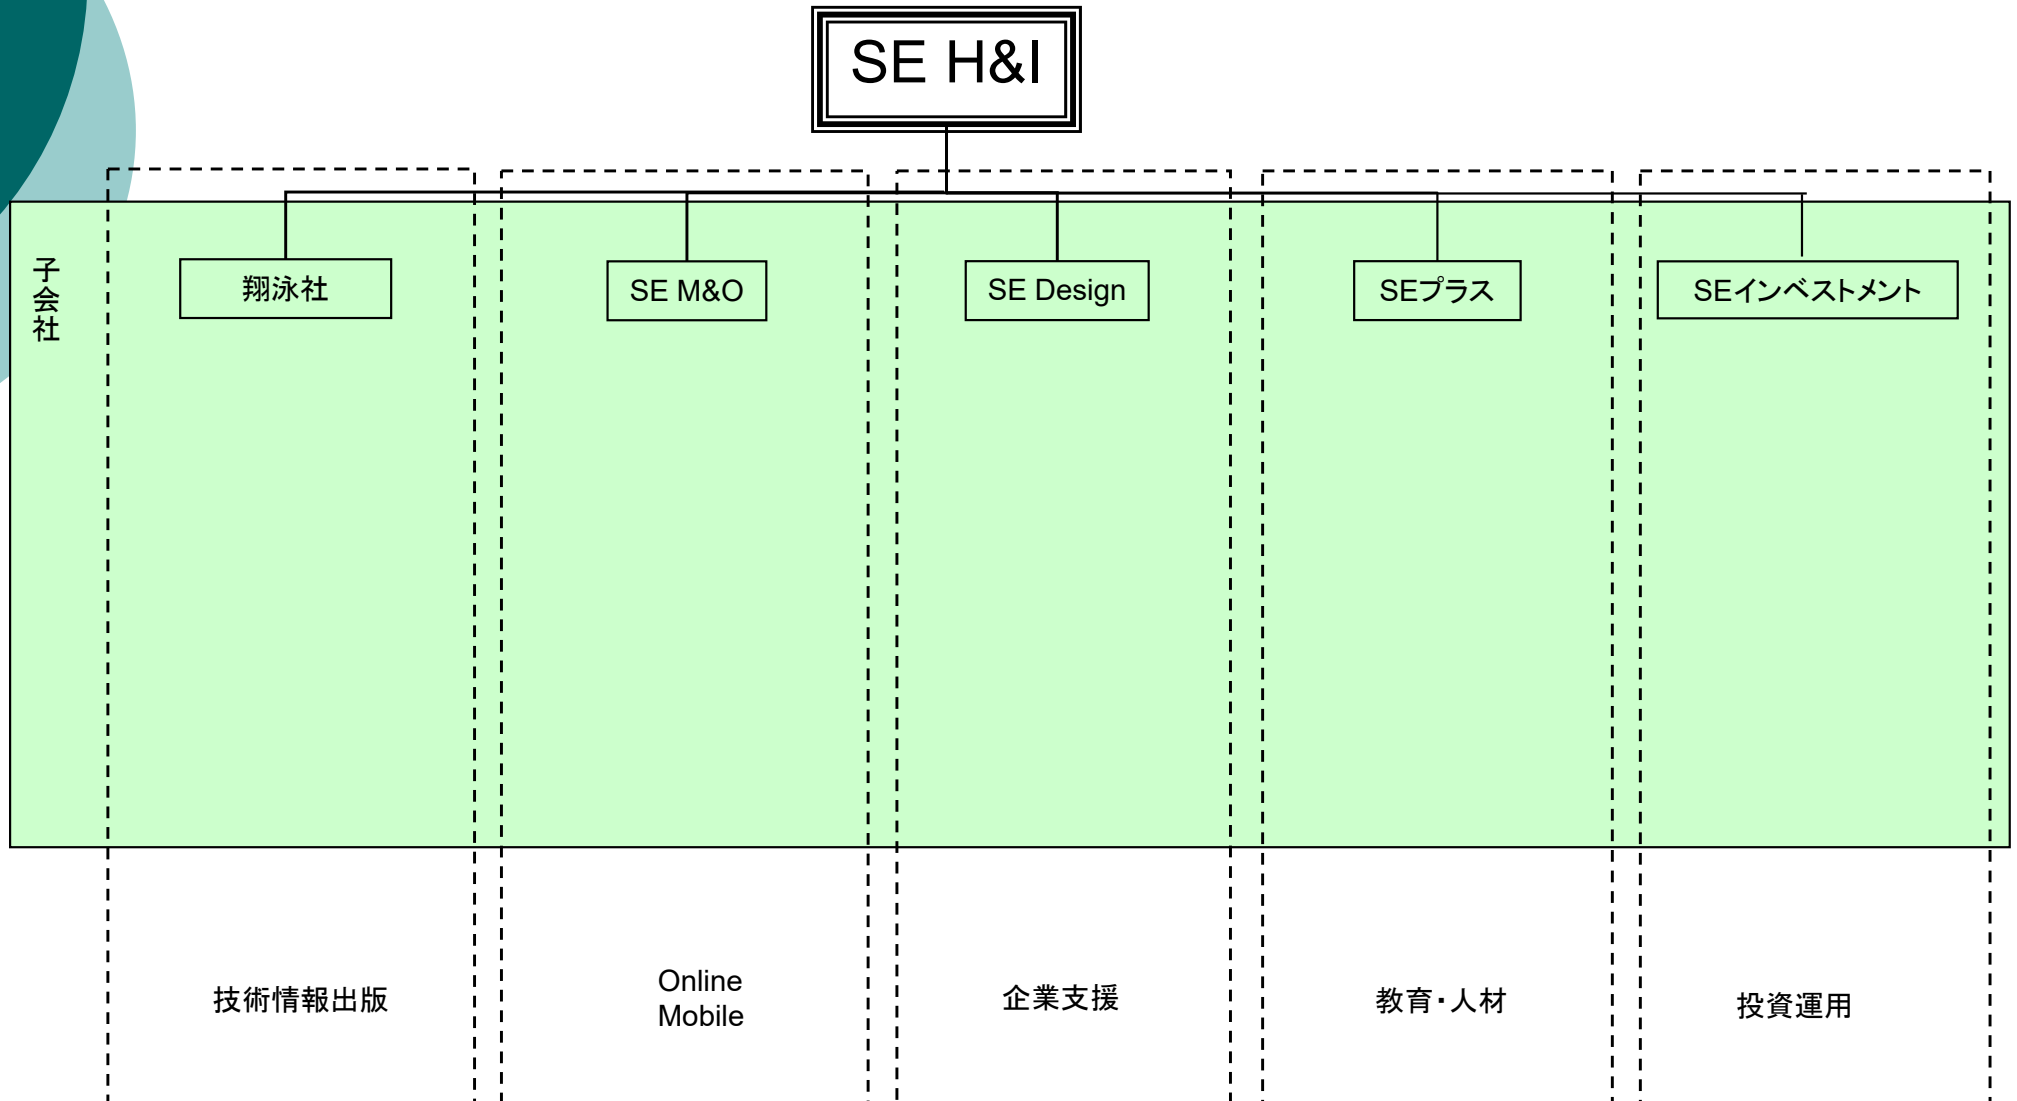 SE H&I
子会社
翔泳社
SE M&O
SE Design
SEプラス
SEインベストメント
技術情報出版
Online
Mobile
企業支援
教育・人材
投資運用